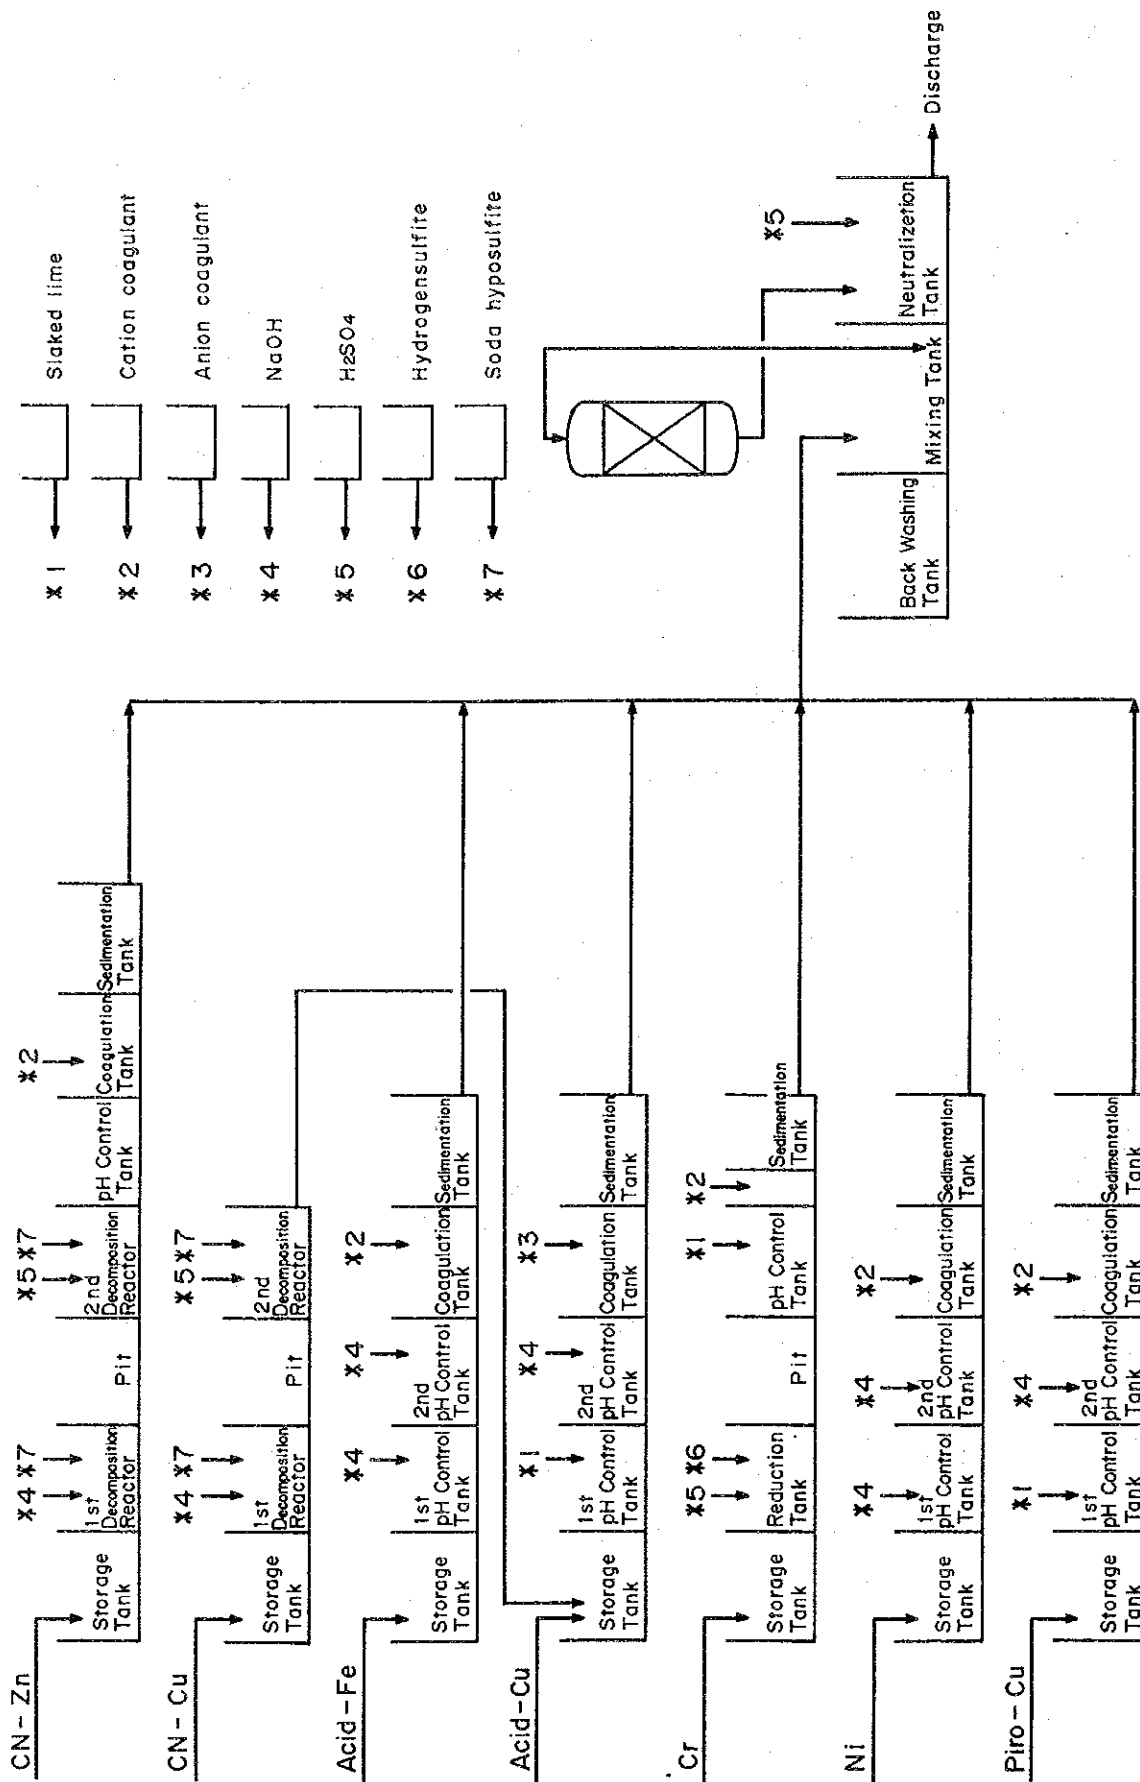 CN-Zn
Storage
Tank
*4 *7
1st
Decomposition
Reactor
Pit
*5 *7
2nd
Decomposition
Reactor
pH Control
Tank
*2
Coagulation
Tank
Sedimentation
Tank
CN-Cu
Storage
Tank
*4 *7
1st
Decomposition
Reactor
Pit
*5 *7
2nd
Decomposition
Reactor
Acid-Fe
Storage
Tank
*4
1st
pH Control
Tank
*4
2nd
pH Control
Tank
*2
Coagulation
Tank
Sedimentation
Tank
Acid-Cu
Storage
Tank
*1
1st
pH Control
Tank
*4
2nd
pH Control
Tank
*3
Coagulation
Tank
Sedimentation
Tank
Cr
Storage
Tank
*5 *6
Reduction
Tank
Pit
*1
pH Control
Tank
*2
Sedimentation
Tank
Ni
Storage
Tank
*4
1st
pH Control
Tank
*4
2nd
pH Control
Tank
*2
Coagulation
Tank
Sedimentation
Tank
Piro-Cu
Storage
Tank
*1
1st
pH Control
Tank
*4
2nd
pH Control
Tank
*2
Coagulation
Tank
Sedimentation
Tank
*1 Slaked lime
*2 Cation coagulant
*3 Anion coagulant
*4 NaOH
*5 H2SO4
*6 Hydrogensulfite
*7 Soda hyposulfite
Back Washing
Tank
Mixing Tank
*5
Neutralizetion
Tank
Discharge